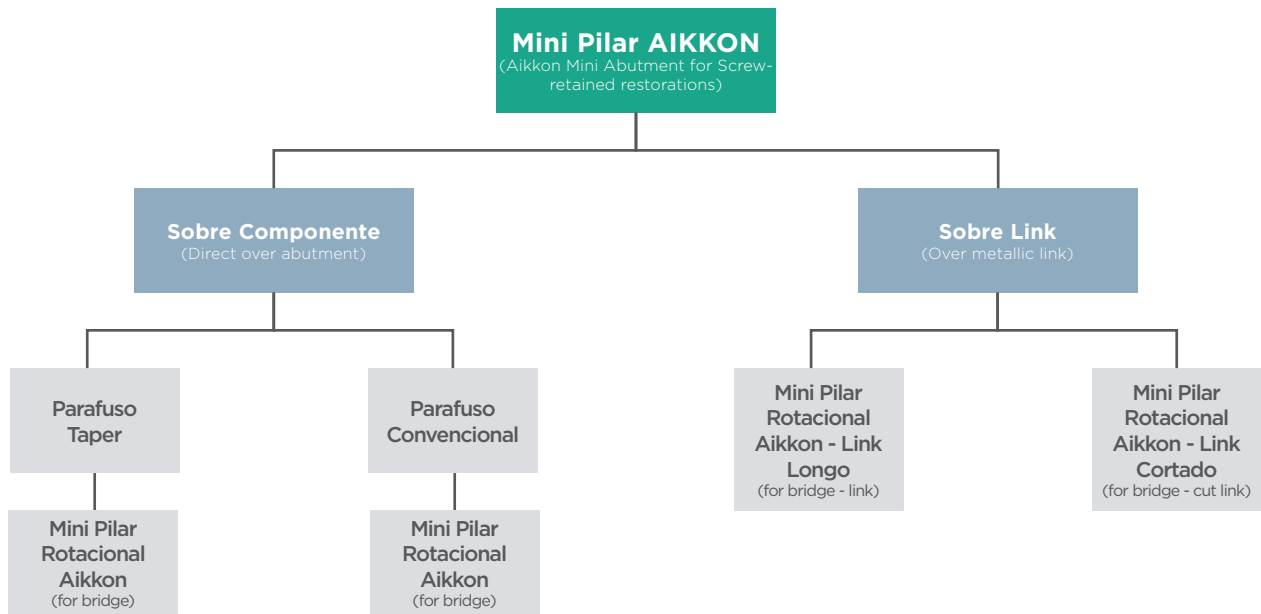 Mini Pilar AIKKON
(Aikkon Mini Abutment for Screw-
retained restorations)
Sobre Componente
(Direct over abutment)
Sobre Link
(Over metallic link)
Parafuso
Taper
Parafuso
Convencional
Mini Pilar
Rotacional
Aikkon - Link
Longo
(for bridge - link)
Mini Pilar
Rotacional
Aikkon - Link
Cortado
(for bridge - cut link)
Mini Pilar
Rotacional
Aikkon
(for bridge)
Mini Pilar
Rotacional
Aikkon
(for bridge)